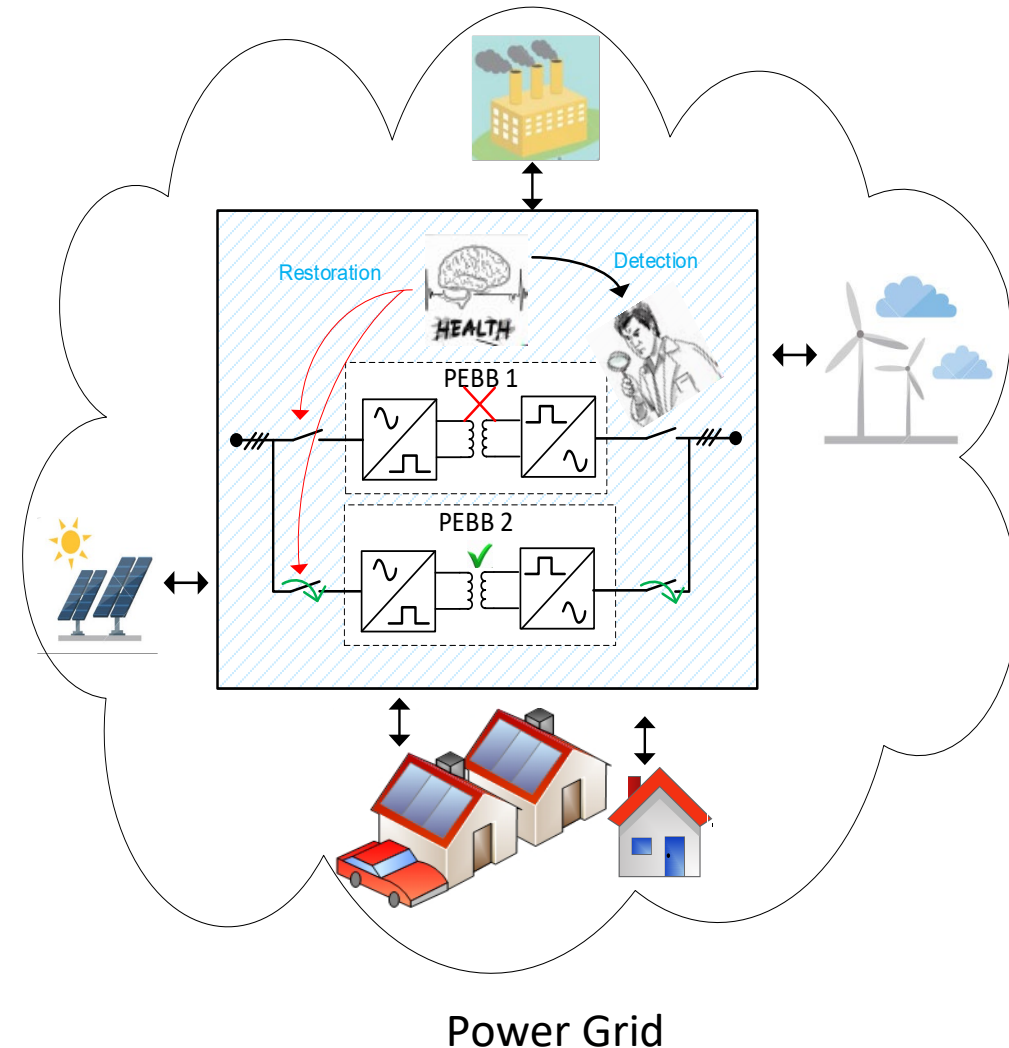 Restoration
Detection
HEALTH
PEBB 1
PEBB 2
Power Grid